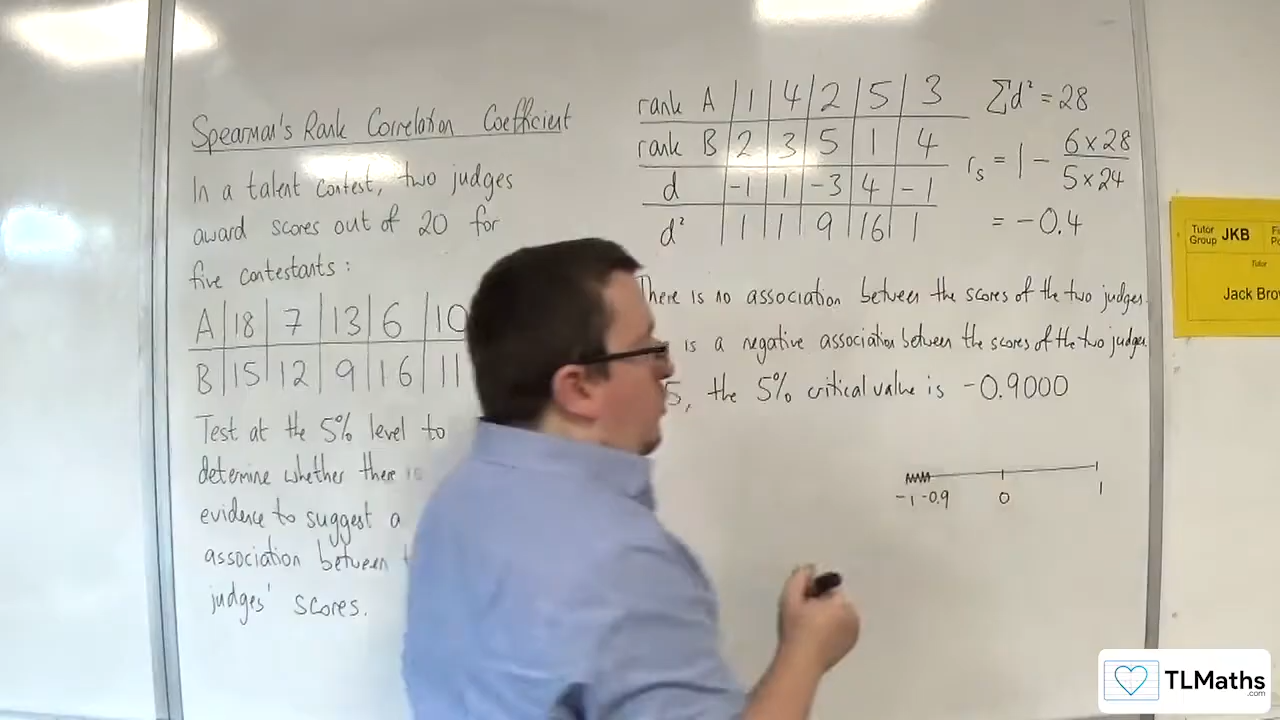 Spearman's Rank Correlation Coefficient
In a talent contest, two judges
award scores out of 20 for
five contestants:
A 18 7 13 6 10
B 15 12 9 16 11
Test at the 5% level to
determine whether there is
evidence to suggest a
association between
judges' scores.
rank A 1 4 2 5 3
rank B 2 3 5 1 4
d -1 1 -3 4 -1
d² 1 1 9 16 1
Σd² = 28
r_s = 1 - (6×28)/(5×24)
= -0.4
There is no association between the scores of the two judges.
is a negative association between the scores of the two judges
5, the 5% critical value is -0.9000
-1 -0.9 0 1
Tutor Group JKB
Tutor
Jack
TLMaths
.com